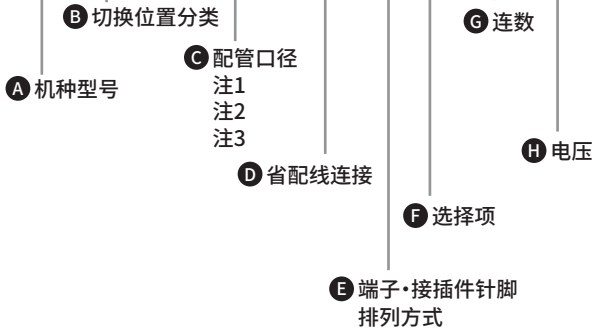 B 切换位置分类
G 连数
C 配管口径
A 机种型号
注1
注2
注3
H 电压
D 省配线连接
F 选择项
E 端子・接插件针脚
排列方式